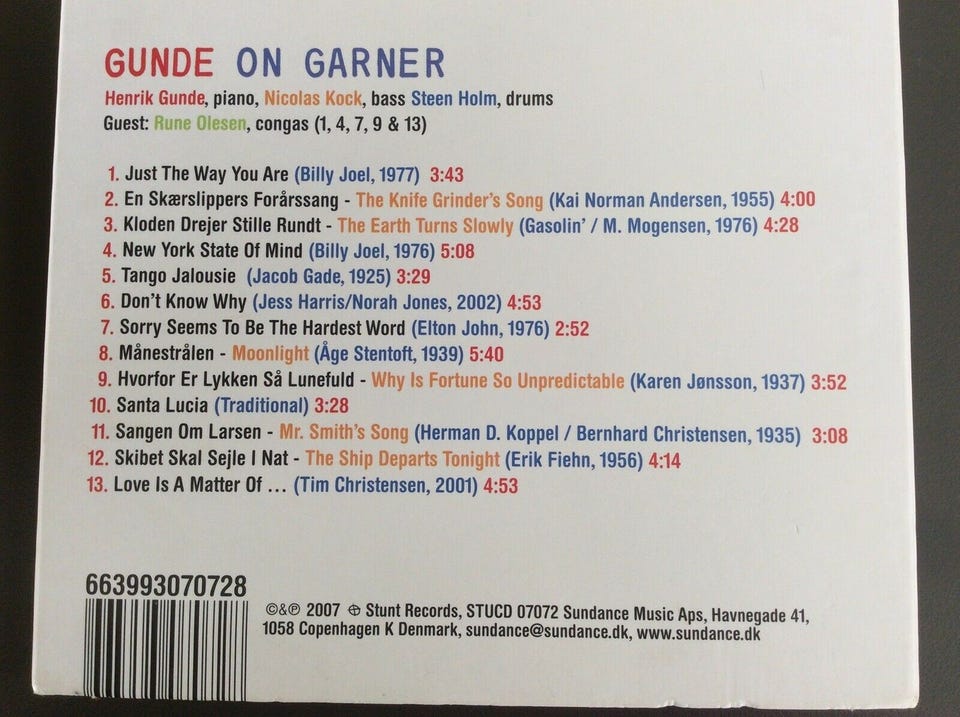 GUNDE ON GARNER
Henrik Gunde, piano, Nicolas Kock, bass Steen Holm, drums
Guest: Rune Olesen, congas (1, 4, 7, 9 & 13)
1. Just The Way You Are (Billy Joel, 1977) 3:43
2. En Skærslippers Forårssang - The Knife Grinder's Song (Kai Norman Andersen, 1955) 4:00
3. Kloden Drejer Stille Rundt - The Earth Turns Slowly (Gasolin' / M. Mogensen, 1976) 4:28
4. New York State Of Mind (Billy Joel, 1976) 5:08
5. Tango Jalousie (Jacob Gade, 1925) 3:29
6. Don't Know Why (Jess Harris/Norah Jones, 2002) 4:53
7. Sorry Seems To Be The Hardest Word (Elton John, 1976) 2:52
8. Månestrålen - Moonlight (Åge Stentoft, 1939) 5:40
9. Hvorfor Er Lykken Så Lunefuld - Why Is Fortune So Unpredictable (Karen Jønsson, 1937) 3:52
10. Santa Lucia (Traditional) 3:28
11. Sangen Om Larsen - Mr. Smith's Song (Herman D. Koppel / Bernhard Christensen, 1935) 3:08
12. Skibet Skal Sejle I Nat - The Ship Departs Tonight (Erik Fiehn, 1956) 4:14
13. Love Is A Matter Of ... (Tim Christensen, 2001) 4:53
663993070728
©&℗ 2007 Stunt Records, STUCD 07072 Sundance Music Aps, Havnegade 41,
1058 Copenhagen K Denmark, sundance@sundance.dk, www.sundance.dk